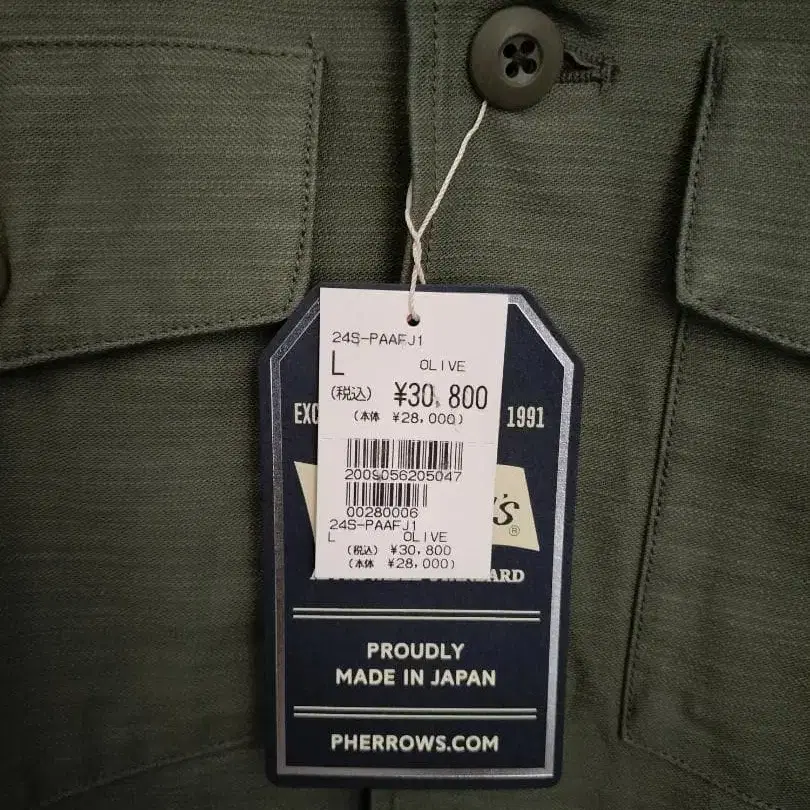 24S-PAAFJ1
L OLIVE
(税込) ¥30,800
(本体 ¥28,000)
1991
2009056205047
00280006
24S-PAAFJ1
L OLIVE
(税込) ¥30,800
(本体 ¥28,000)
PROUDLY
MADE IN JAPAN
PHERROWS.COM